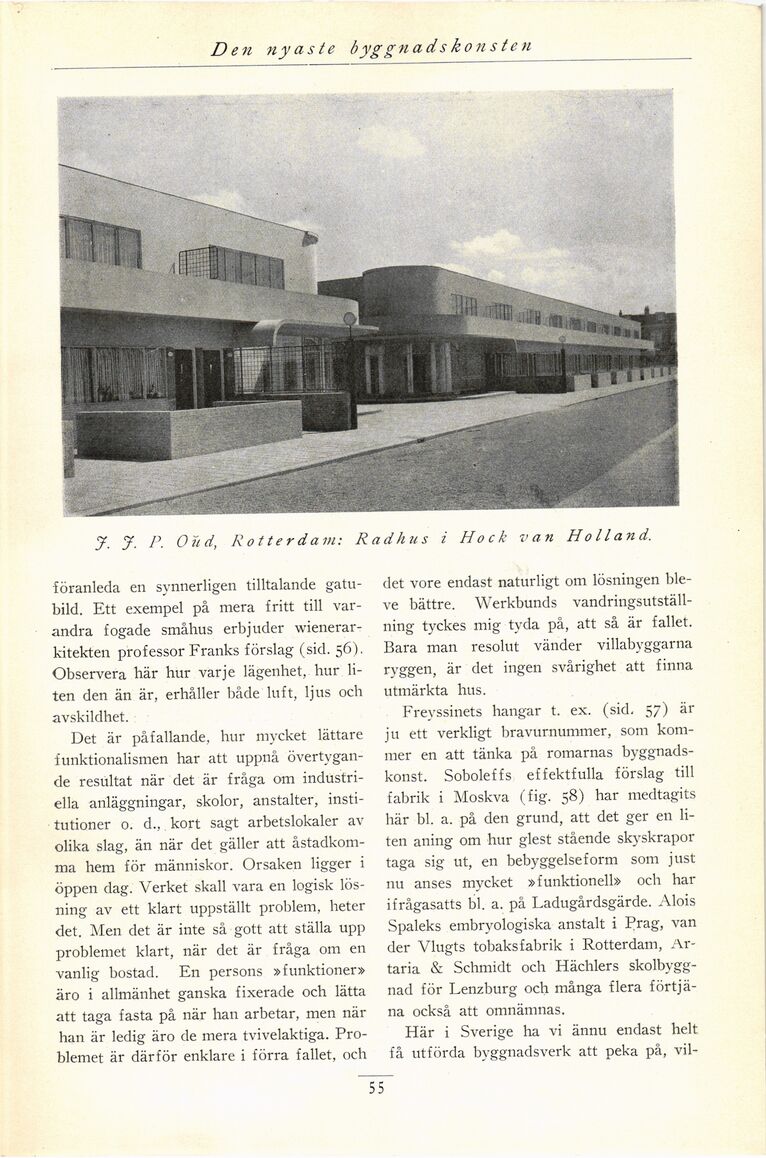 Den nyaste byggnadskonsten
J. J. P. Oud, Rotterdam: Radhus i Hock van Holland.
föranleda en synnerligen tilltalande gatu-
bild. Ett exempel på mera fritt till var-
andra fogade småhus erbjuder wienerar-
kitekten professor Franks förslag (sid. 56).
Observera här hur varje lägenhet, hur li-
ten den än är, erhåller både luft, ljus och
avskildhet.
Det är påfallande, hur mycket lättare
funktionalismen har att uppnå övertygan-
de resultat när det är fråga om industri-
ella anläggningar, skolor, anstalter, insti-
tutioner o. d., kort sagt arbetslokaler av
olika slag, än när det gäller att åstadkom-
ma hem för människor. Orsaken ligger i
öppen dag. Verket skall vara en logisk lös-
ning av ett klart uppställt problem, heter
det. Men det är inte så gott att ställa upp
problemet klart, när det är fråga om en
vanlig bostad. En persons »funktioner»
äro i allmänhet ganska fixerade och lätta
att taga fasta på när han arbetar, men när
han är ledig äro de mera tvivelaktiga. Pro-
blemet är därför enklare i förra fallet, och
det vore endast naturligt om lösningen ble-
ve bättre. Werkbunds vandringsutställ-
ning tyckes mig tyda på, att så är fallet.
Bara man resolut vänder villabyggarna
ryggen, är det ingen svårighet att finna
utmärkta hus.
Freyssinets hangar t. ex. (sid. 57) är
ju ett verkligt bravurnummer, som kom-
mer en att tänka på romarnas byggnads-
konst. Soboleffs effektfulla förslag till
fabrik i Moskva (fig. 58) har medtagits
här bl. a. på den grund, att det ger en li-
ten aning om hur glest stående skyskrapor
taga sig ut, en bebyggelseform som just
nu anses mycket »funktionell» och har
ifrågasatts bl. a. på Ladugårdsgärde. Alois
Spaleks embryologiska anstalt i Prag, van
der Vlugts tobaksfabrik i Rotterdam, Ar-
taria & Schmidt och Hächlers skolbygg-
nad för Lenzburg och många flera förtjä-
na också att omnämnas.
Här i Sverige ha vi ännu endast helt
få utförda byggnadsverk att peka på, vil-
55